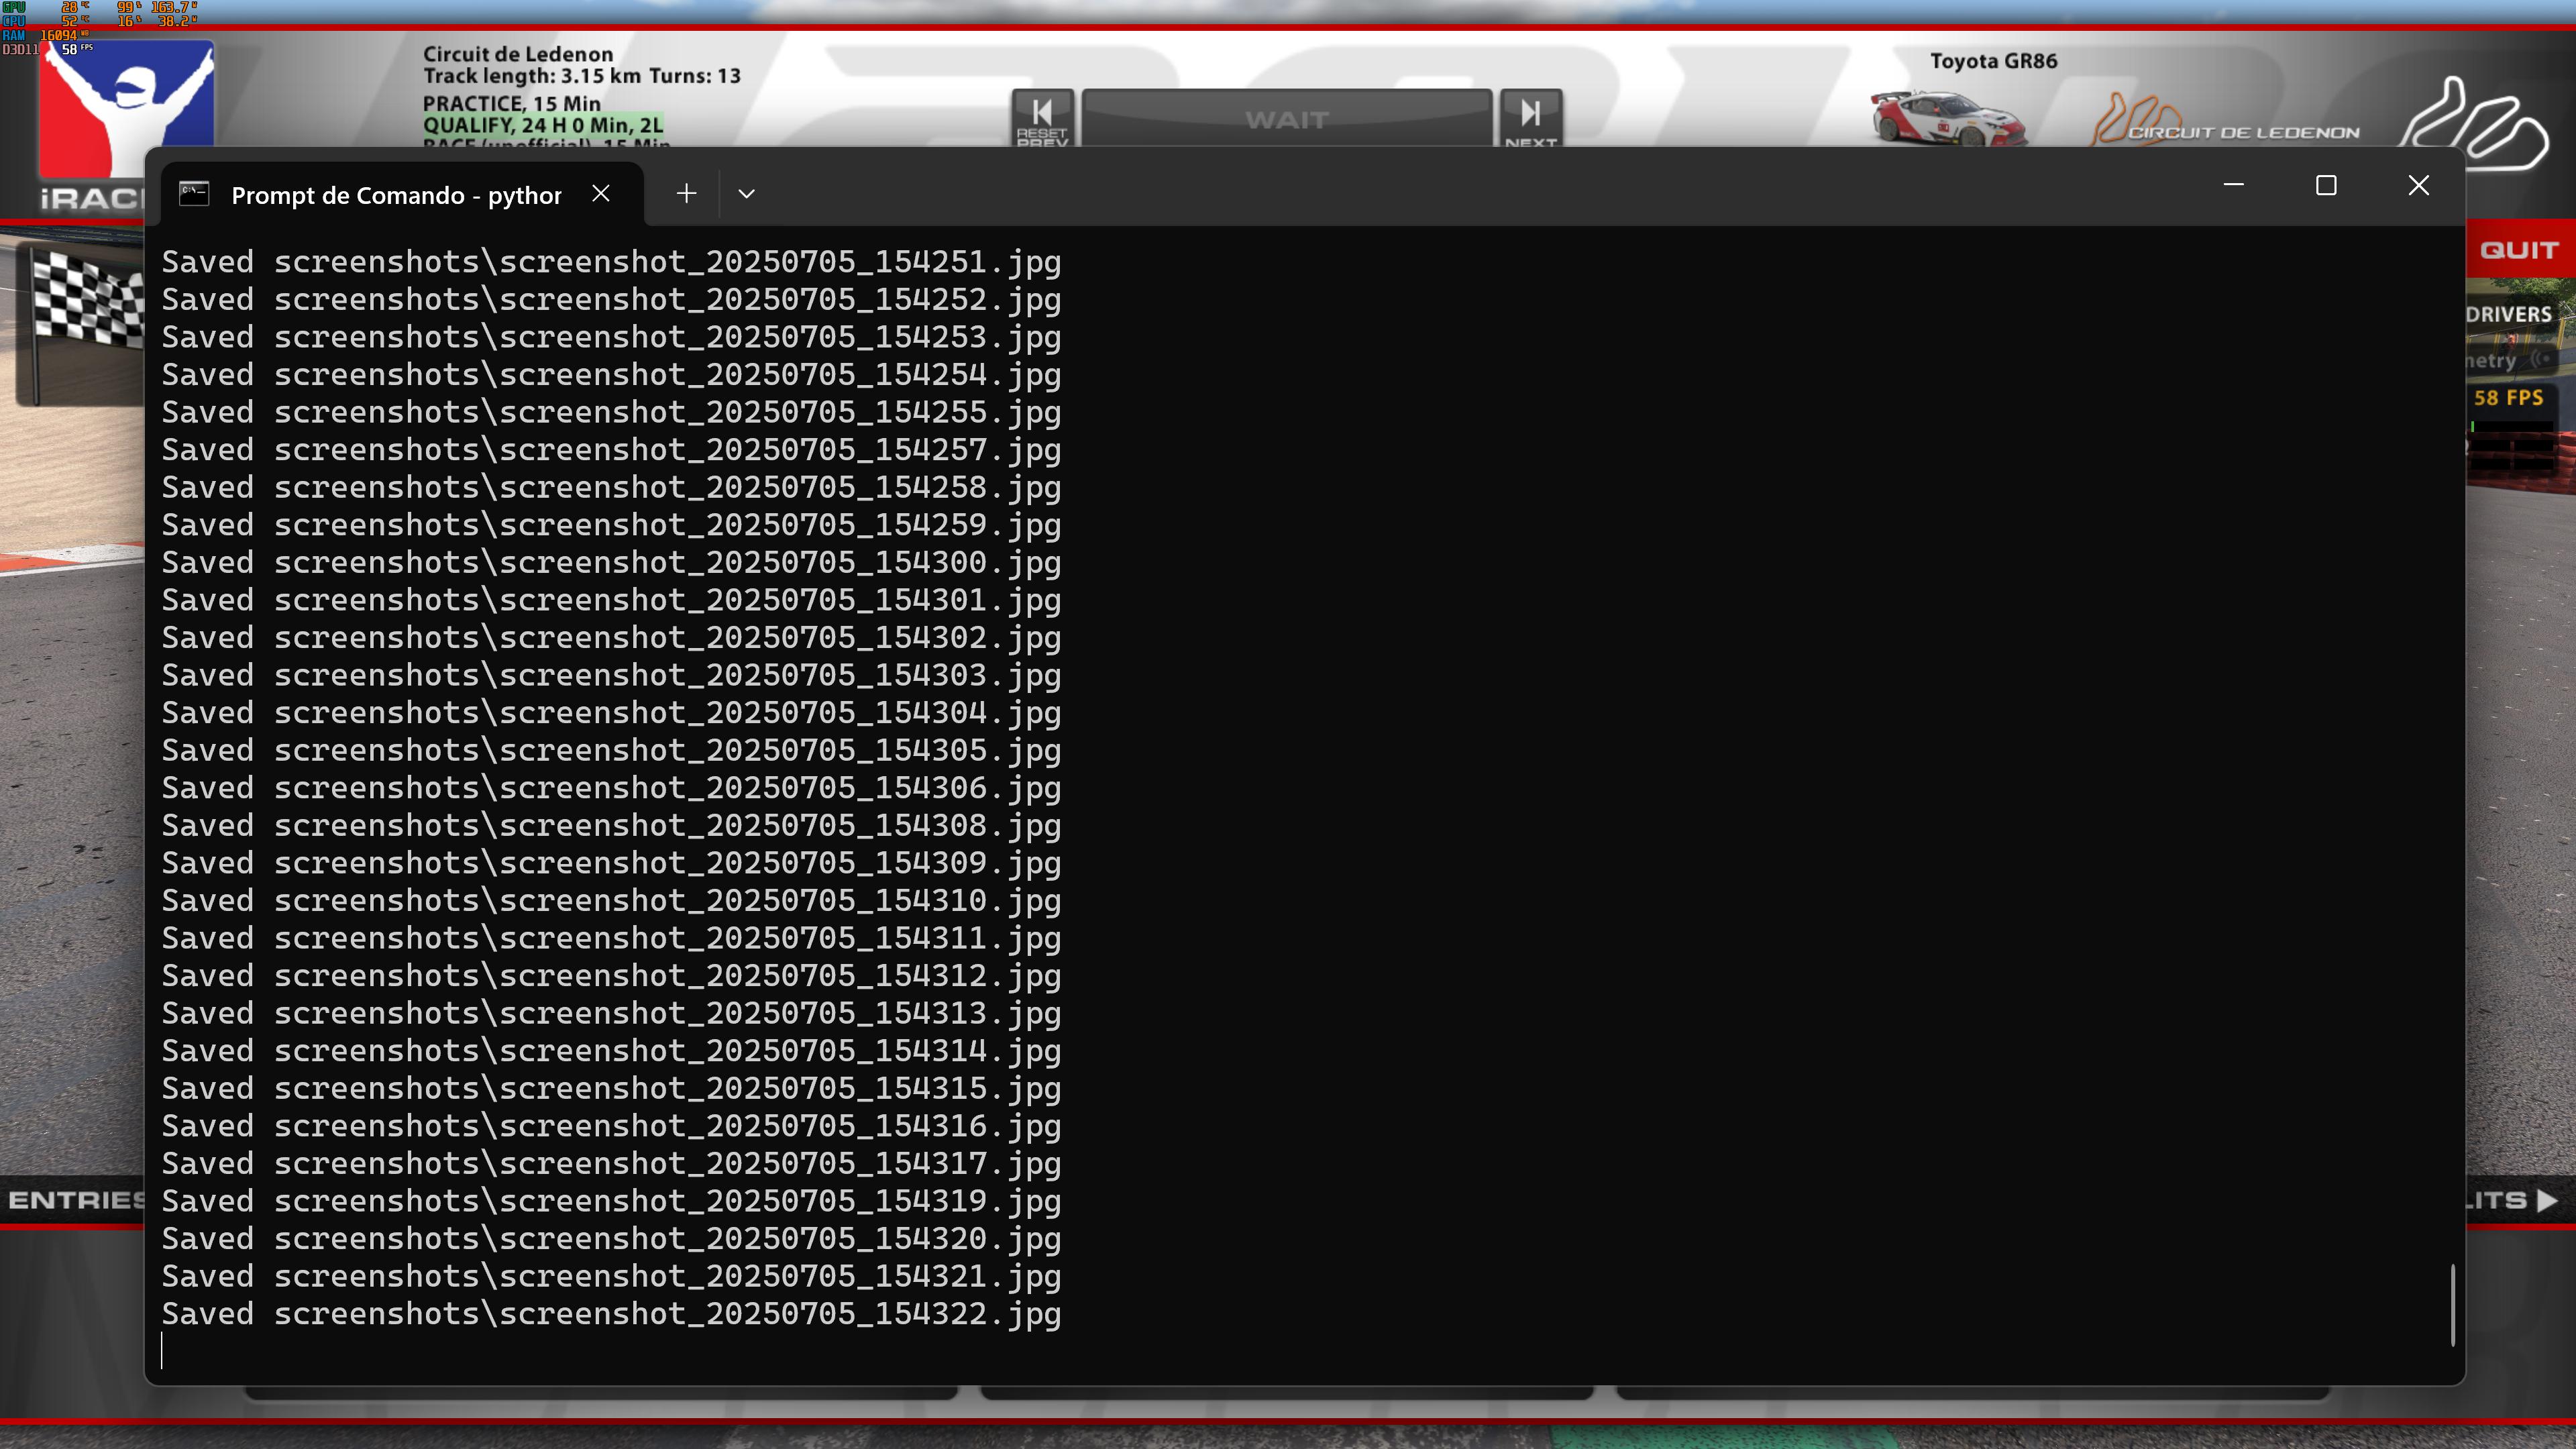 GPU 28 °C 99 % 163.7 W
CPU 52 °C 16 % 38.2 W
RAM 16094 MB
D3D11 58 FPS
Circuit de Ledenon
Track length: 3.15 km Turns: 13
PRACTICE, 15 Min
QUALIFY, 24 H 0 Min, 2L
RACE (unofficial), 15 Min
RESET
PREV
WAIT
NEXT
Toyota GR86
CIRCUIT DE LEDENON
iRACI
Prompt de Comando - python
QUIT
DRIVERS
metry
58 FPS
Saved screenshots\screenshot_20250705_154251.jpg
Saved screenshots\screenshot_20250705_154252.jpg
Saved screenshots\screenshot_20250705_154253.jpg
Saved screenshots\screenshot_20250705_154254.jpg
Saved screenshots\screenshot_20250705_154255.jpg
Saved screenshots\screenshot_20250705_154257.jpg
Saved screenshots\screenshot_20250705_154258.jpg
Saved screenshots\screenshot_20250705_154259.jpg
Saved screenshots\screenshot_20250705_154300.jpg
Saved screenshots\screenshot_20250705_154301.jpg
Saved screenshots\screenshot_20250705_154302.jpg
Saved screenshots\screenshot_20250705_154303.jpg
Saved screenshots\screenshot_20250705_154304.jpg
Saved screenshots\screenshot_20250705_154305.jpg
Saved screenshots\screenshot_20250705_154306.jpg
Saved screenshots\screenshot_20250705_154308.jpg
Saved screenshots\screenshot_20250705_154309.jpg
Saved screenshots\screenshot_20250705_154310.jpg
Saved screenshots\screenshot_20250705_154311.jpg
Saved screenshots\screenshot_20250705_154312.jpg
Saved screenshots\screenshot_20250705_154313.jpg
Saved screenshots\screenshot_20250705_154314.jpg
Saved screenshots\screenshot_20250705_154315.jpg
Saved screenshots\screenshot_20250705_154316.jpg
Saved screenshots\screenshot_20250705_154317.jpg
Saved screenshots\screenshot_20250705_154319.jpg
Saved screenshots\screenshot_20250705_154320.jpg
Saved screenshots\screenshot_20250705_154321.jpg
Saved screenshots\screenshot_20250705_154322.jpg
ENTRIES
LITS